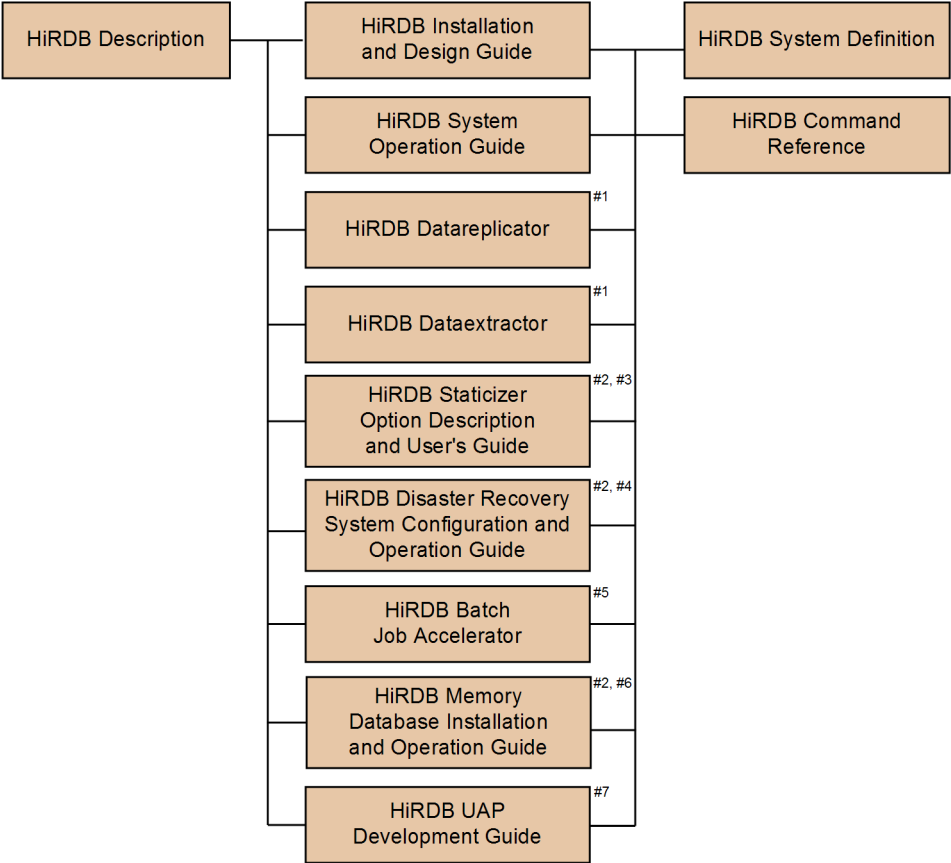 HiRDB Description
HiRDB Installation
and Design Guide
HiRDB System Definition
HiRDB System
Operation Guide
HiRDB Command
Reference
#1
HiRDB Datareplicator
#1
HiRDB Dataextractor
#2, #3
HiRDB Staticizer
Option Description
and User's Guide
#2, #4
HiRDB Disaster Recovery
System Configuration and
Operation Guide
#5
HiRDB Batch
Job Accelerator
#2, #6
HiRDB Memory
Database Installation
and Operation Guide
#7
HiRDB UAP
Development Guide